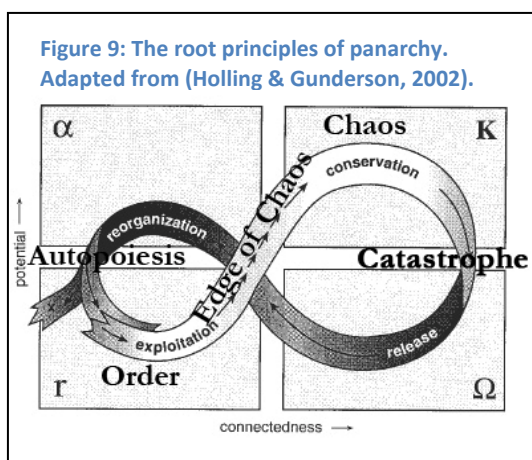 Figure 9: The root principles of panarchy.
Adapted from (Holling & Gunderson, 2002).
α
Chaos
K
conservation
Edge of Chaos
reorganization
Autopoiesis
Catastrophe
potential
exploitation
release
Order
r
Ω
connectedness
x